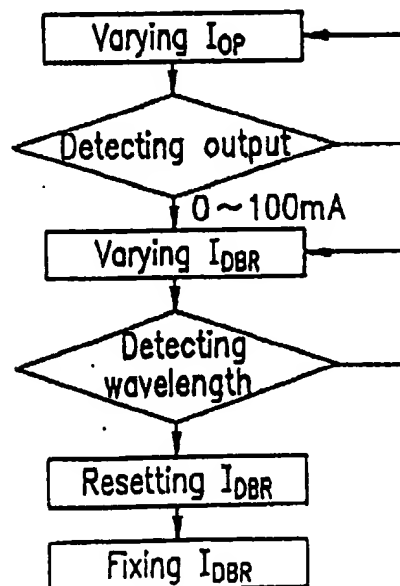 Varying I_OP
Detecting output
0~100mA
Varying I_DBR
Detecting
wavelength
Resetting I_DBR
Fixing I_DBR